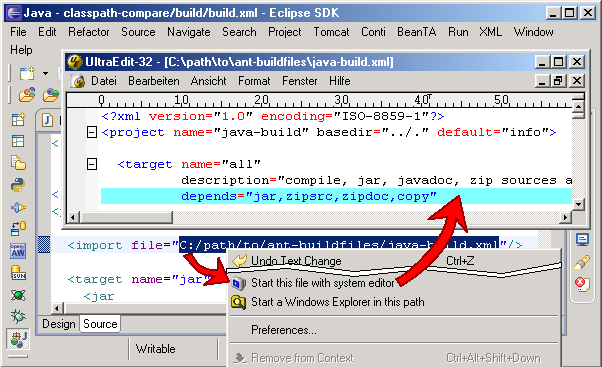 Java - classpath-compare/build/build.xml - Eclipse SDK
File Edit Refactor Source Search Project Tomcat Conti BeanTA Run XML Window
Help
UltraEdit-32 - [C:\path\to\ant-buildfiles\java-build.xml]
Datei Bearbeiten Ansicht Format Fenster Hilfe
0 10 20 30 40 50
<?xml version="1.0" encoding="ISO-8859-1"?>
<project name="java-build" basedir="../." default="info">
<target name="all"
description="compile, jar, javadoc, zip sources a
depends="jar,zipsrc,zipdoc,copy"
<import file="C:/path/to/ant-buildfiles/java-build.xml"/>
<target name="jar"
<jar
Undo Text Change Ctrl+Z
Start this file with system editor
Start a Windows Explorer in this path
Preferences...
Remove from Context Ctrl+Alt+Shift+Down
Design Source
Writable